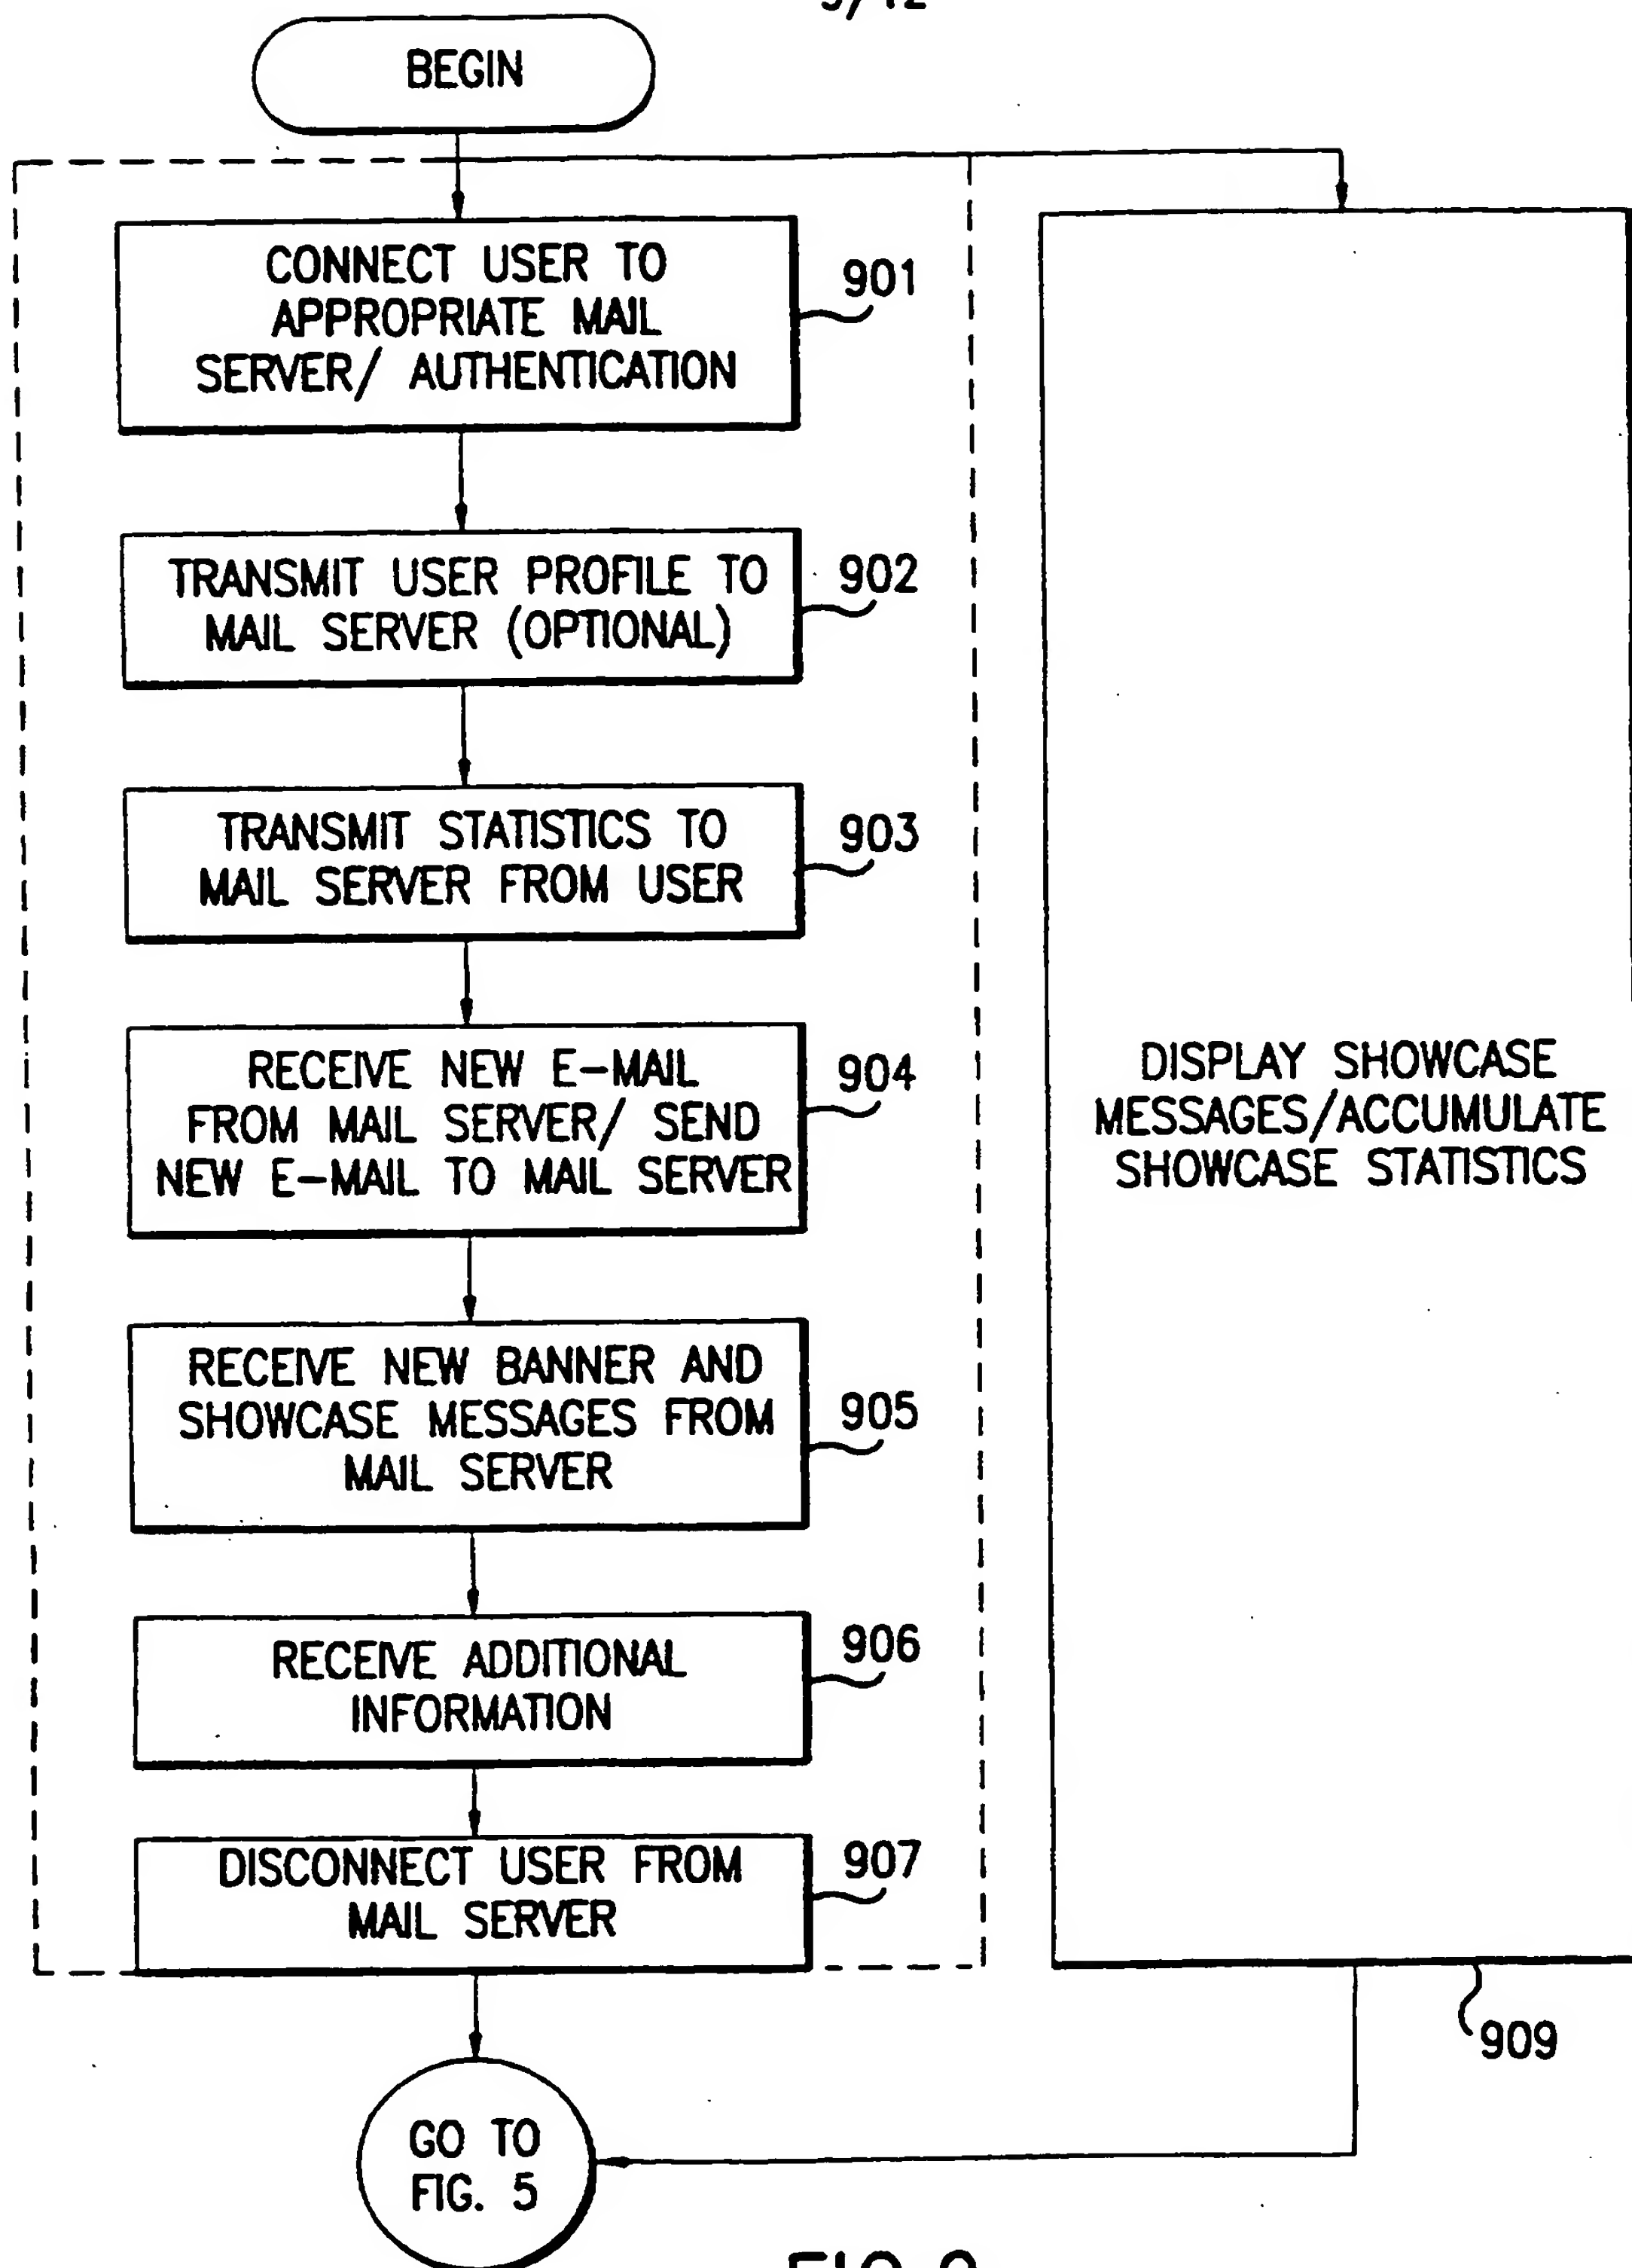 BEGIN
CONNECT USER TO
APPROPRIATE MAIL
SERVER/ AUTHENTICATION
901
TRANSMIT USER PROFILE TO
MAIL SERVER (OPTIONAL)
902
TRANSMIT STATISTICS TO
MAIL SERVER FROM USER
903
RECEIVE NEW E-MAIL
FROM MAIL SERVER/ SEND
NEW E-MAIL TO MAIL SERVER
904
RECEIVE NEW BANNER AND
SHOWCASE MESSAGES FROM
MAIL SERVER
905
RECEIVE ADDITIONAL
INFORMATION
906
DISCONNECT USER FROM
MAIL SERVER
907
DISPLAY SHOWCASE
MESSAGES/ACCUMULATE
SHOWCASE STATISTICS
909
GO TO
FIG. 5